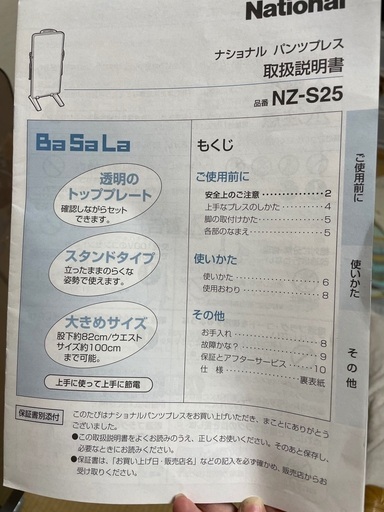 National
ナショナル パンツプレス
取扱説明書
品番 NZ-S25
BaSaLa
透明の
トッププレート
確認しながらセット
できます。
スタンドタイプ
立ったままのらくな
姿勢で使えます。
大きめサイズ
股下約82cm/ウエスト
サイズ約100cm
まで可能。
上手に使って上手に節電
もくじ
ご使用前に
安全上のご注意……………2
上手なプレスのしかた………4
脚の取付けかた……………5
各部のなまえ………………5
使いかた
使いかた……………………6
使用おわり…………………8
その他
お手入れ……………………8
故障かな?…………………9
保証とアフターサービス……10
仕 様………………裏表紙
ご使用前に
使いかた
その他
保証書別添付
このたびはナショナルパンツプレスをお買い上げいただき、まことにありがとう
ございました。
●この取扱説明書をよくお読みのうえ、正しくお使いください。そのあと保存し、
必要なときにお読みください。
●保証書は、「お買い上げ日・販売店名」などの記入を必ず確かめ、販売店からお
受け取りください。